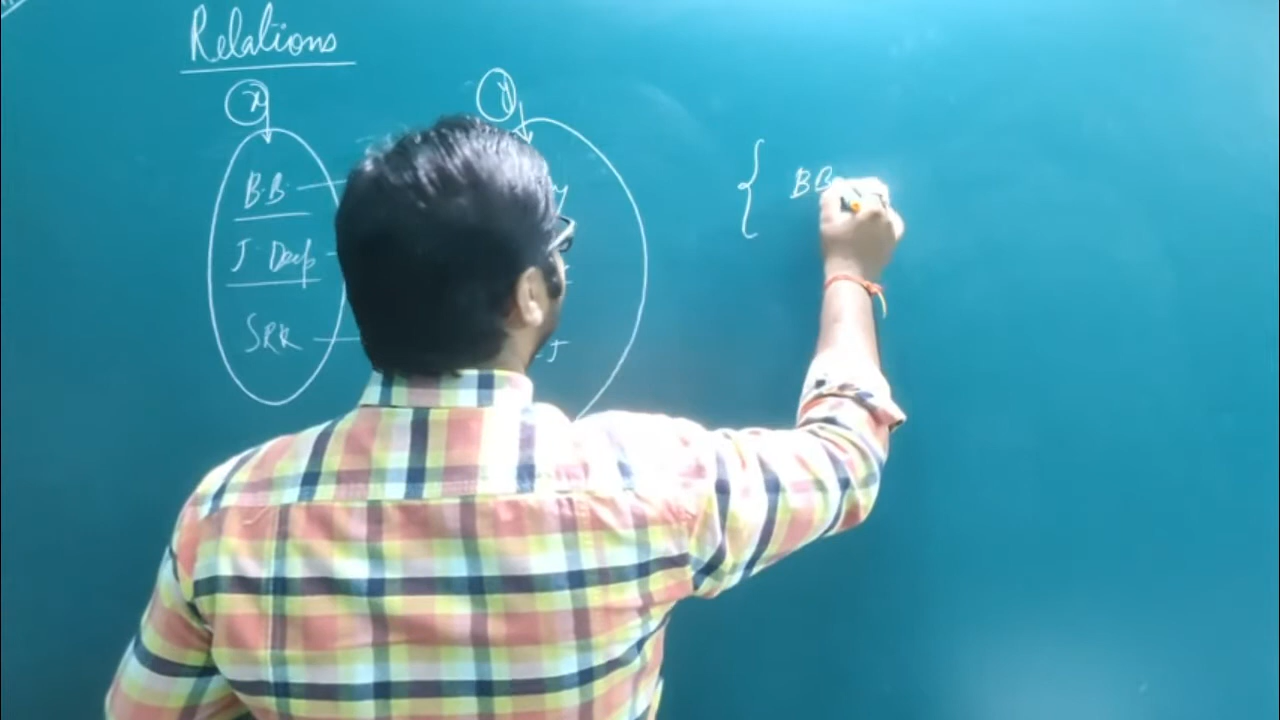 Relations
x y
B.B. { BB
J. Deep
SRK